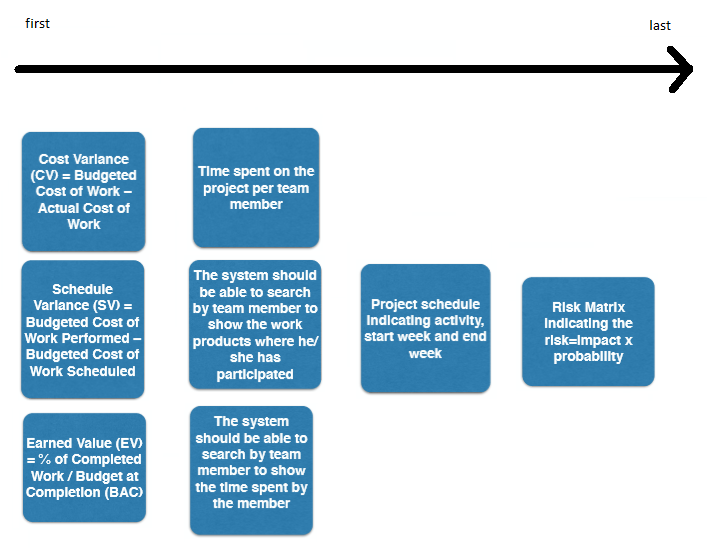 first
last
Cost Variance
(CV) = Budgeted
Cost of Work –
Actual Cost of
Work
Time spent on the
project per team
member
Schedule
Variance (SV) =
Budgeted Cost of
Work Performed –
Budgeted Cost of
Work Scheduled
The system should
be able to search
by team member to
show the work
products where he/
she has
participated
Project schedule
indicating activity,
start week and end
week
Risk Matrix
indicating the
risk=impact x
probability
Earned Value (EV)
= % of Completed
Work / Budget at
Completion (BAC)
The system
should be able to
search by team
member to show
the time spent by
the member